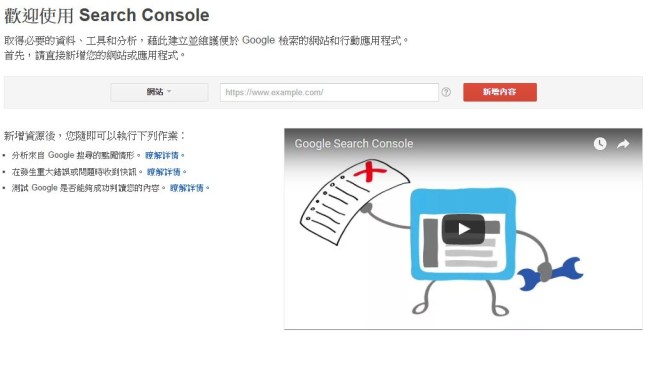 歡迎使用 Search Console
取得必要的資料、工具和分析，藉此建立並維護便於 Google 檢索的網站和行動應用程式。
首先，請直接新增您的網站或應用程式。
網站 https://www.example.com/ ? 新增內容
新增資源後，您隨即可以執行下列作業：
• 分析來自 Google 搜尋的點閱情形。 瞭解詳情。
• 在發生重大錯誤或問題時收到快訊。 瞭解詳情。
• 測試 Google 是否能夠成功判讀您的內容。 瞭解詳情。
Google Search Console